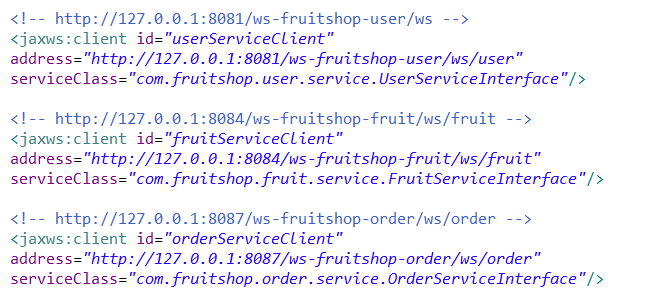 <!-- http://127.0.0.1:8081/ws-fruitshop-user/ws -->
<jaxws:client id="userServiceClient"
address="http://127.0.0.1:8081/ws-fruitshop-user/ws/user"
serviceClass="com.fruitshop.user.service.UserServiceInterface"/>
<!-- http://127.0.0.1:8084/ws-fruitshop-fruit/ws/fruit -->
<jaxws:client id="fruitServiceClient"
address="http://127.0.0.1:8084/ws-fruitshop-fruit/ws/fruit"
serviceClass="com.fruitshop.fruit.service.FruitServiceInterface"/>
<!-- http://127.0.0.1:8087/ws-fruitshop-order/ws/order -->
<jaxws:client id="orderServiceClient"
address="http://127.0.0.1:8087/ws-fruitshop-order/ws/order"
serviceClass="com.fruitshop.order.service.OrderServiceInterface"/>